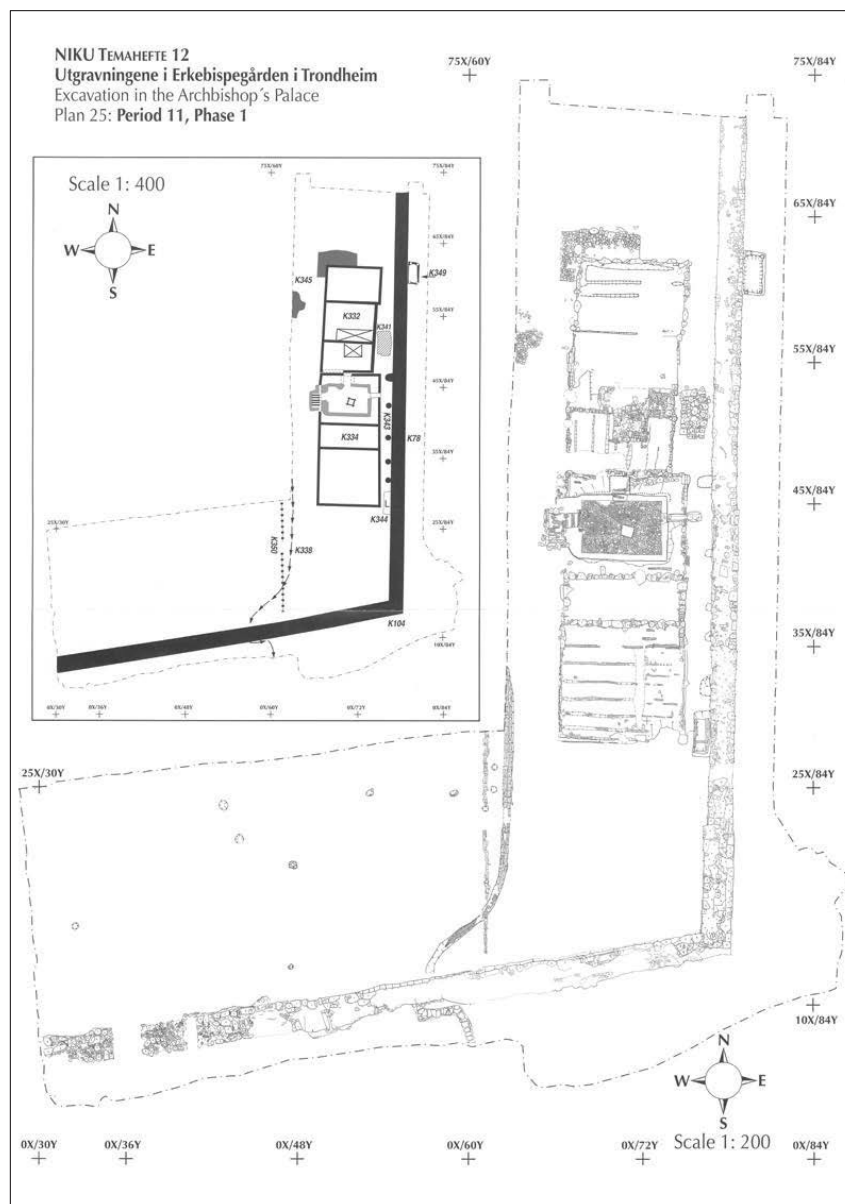 NIKU TEMAHEFTE 12
Utgravningene i Erkebispegården i Trondheim
Excavation in the Archbishop´s Palace
Plan 25: Period 11, Phase 1
75X/60Y
75X/84Y
Scale 1: 400
N
W E
S
75X/60Y
75X/84Y
65X/84Y
K345
K349
K332
K341
55X/84Y
45X/84Y
K343
K334
K78
35X/84Y
K344
25X/30Y
25X/84Y
K350
K338
K104
10X/84Y
0X/30Y 0X/36Y 0X/48Y 0X/60Y 0X/72Y 0X/84Y
65X/84Y
55X/84Y
45X/84Y
35X/84Y
25X/30Y
25X/84Y
10X/84Y
N
W E
S
Scale 1: 200
0X/30Y 0X/36Y 0X/48Y 0X/60Y 0X/72Y 0X/84Y